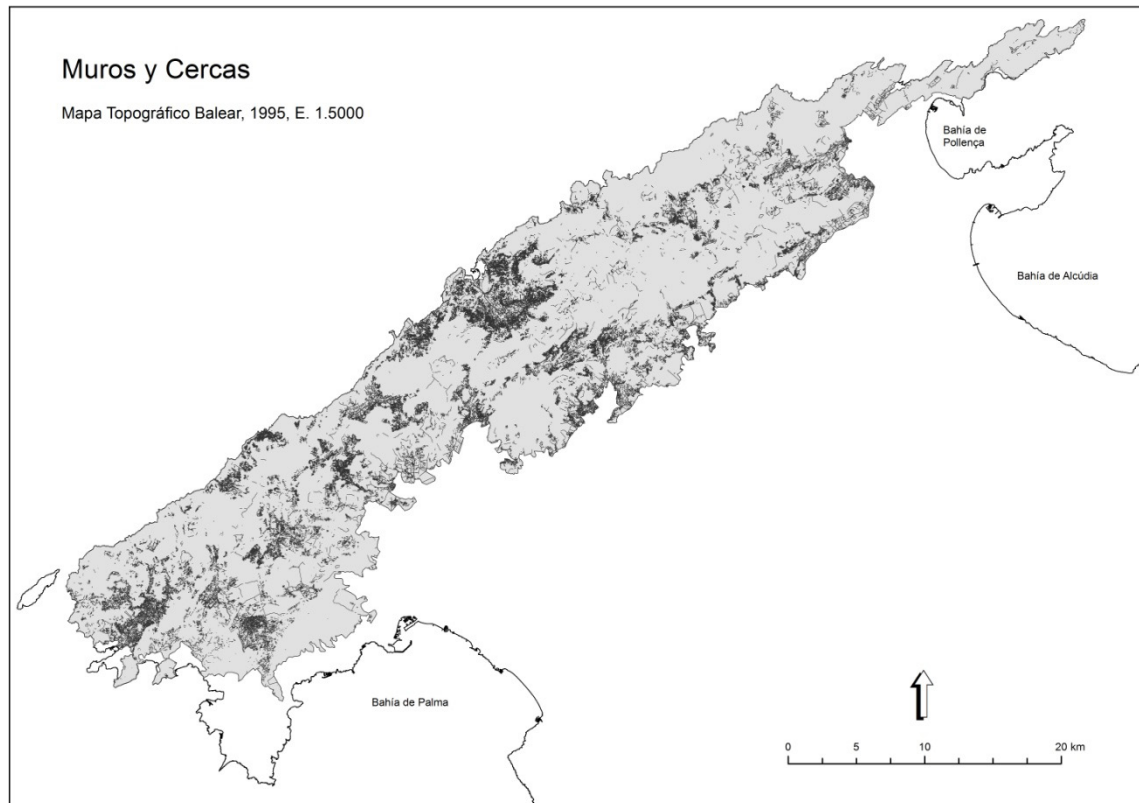 Muros y Cercas
Mapa Topográfico Balear, 1995, E. 1.5000
Bahía de
Pollença
Bahía de Alcúdia
Bahía de Palma
0 5 10 20 km